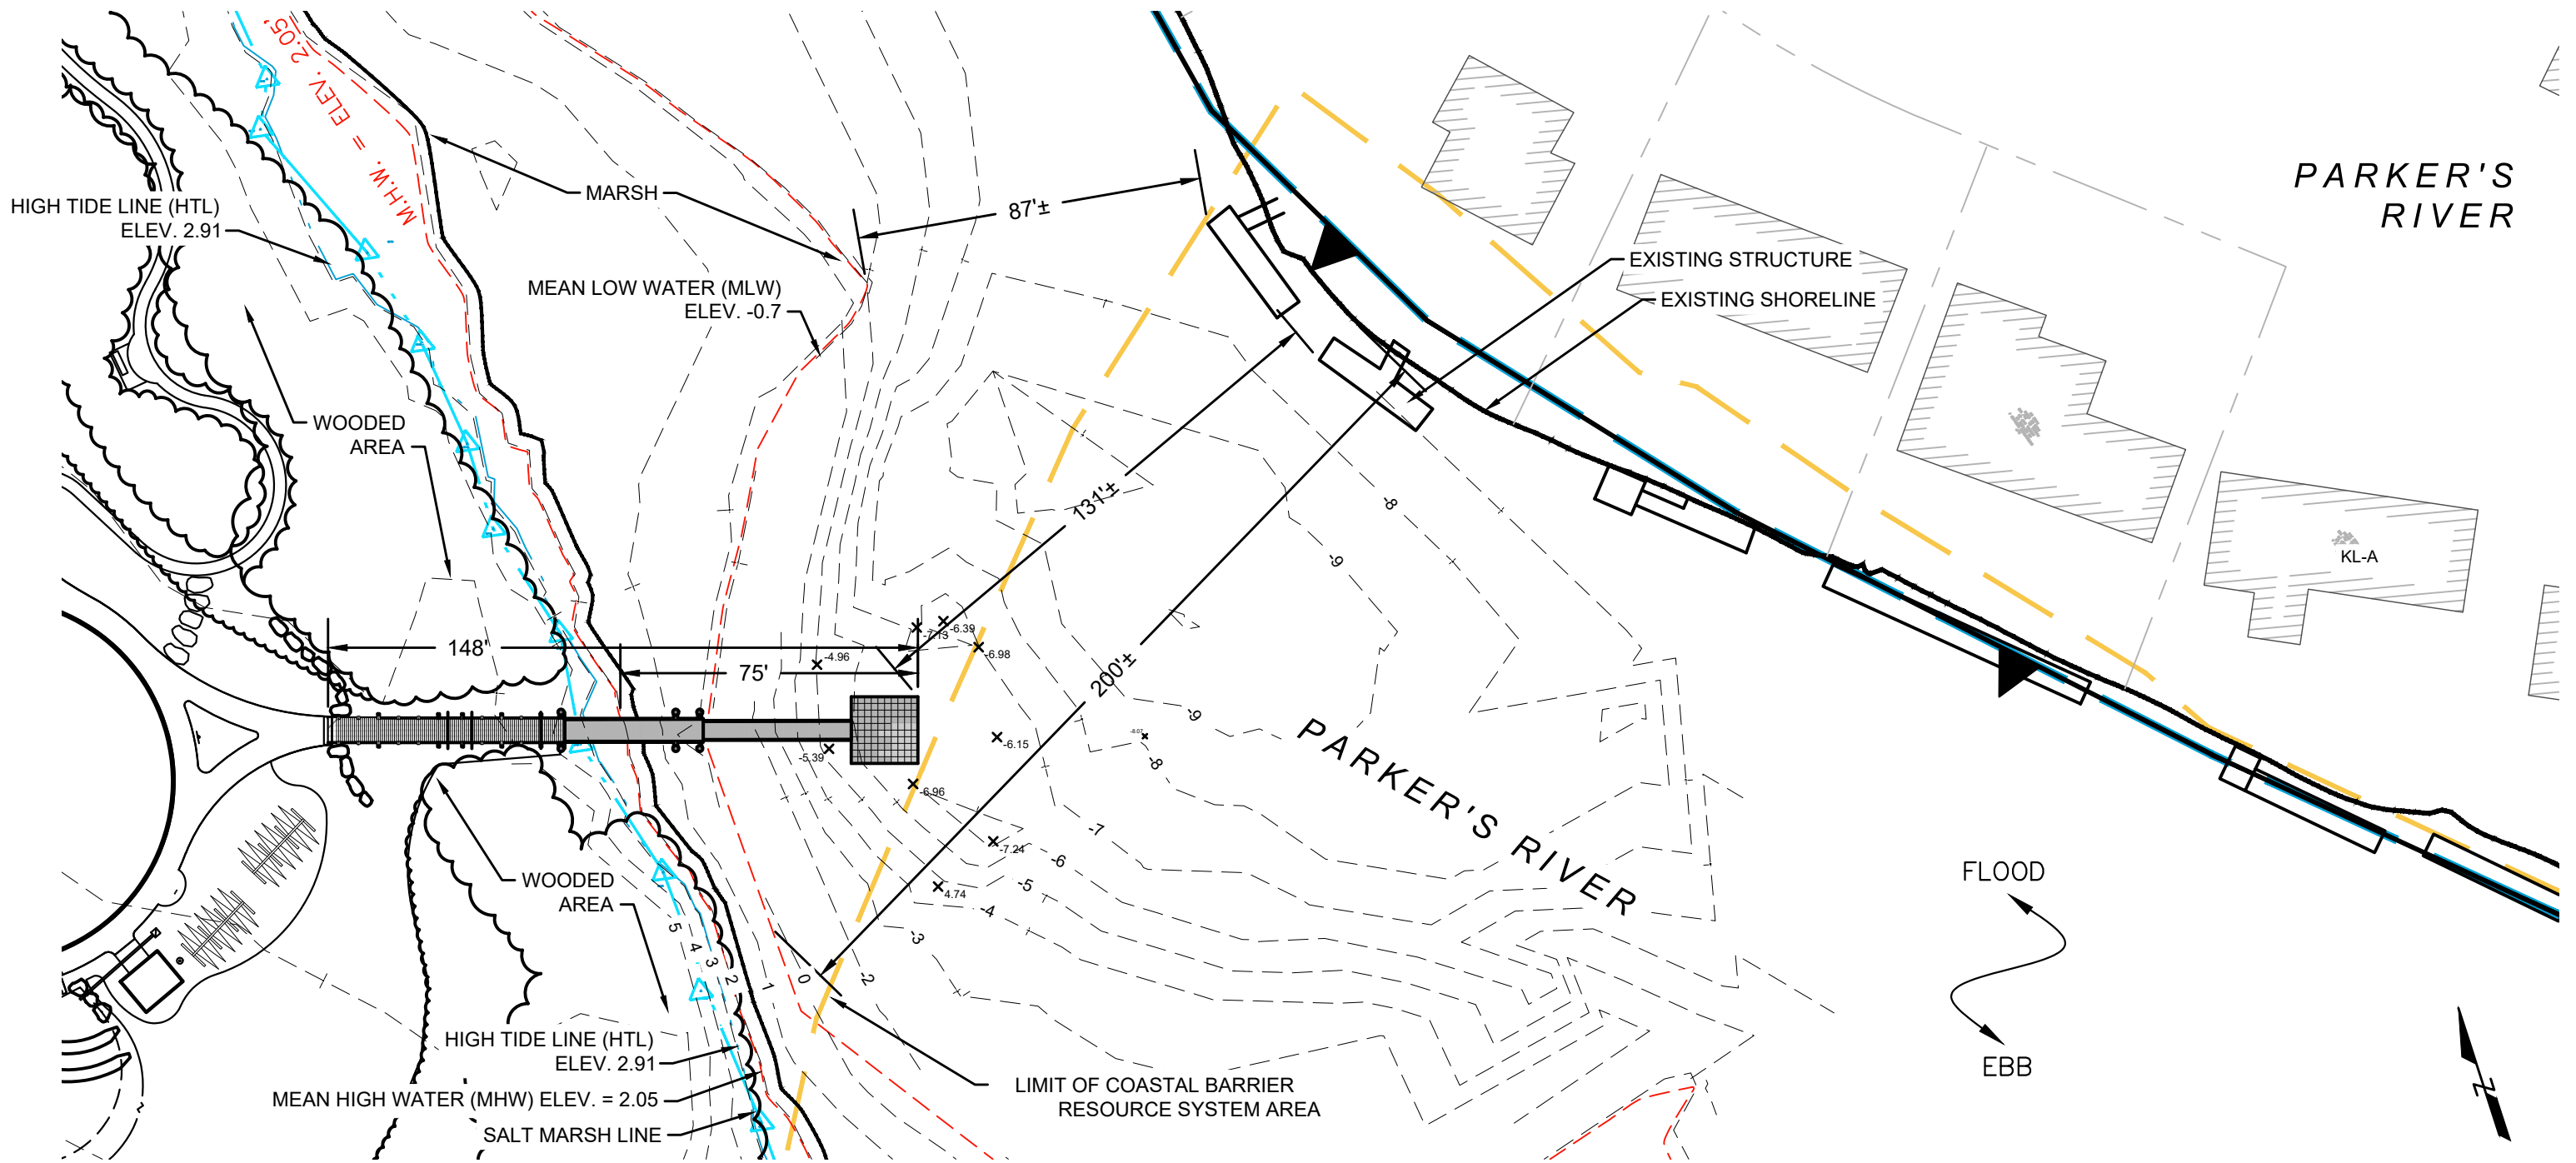 M.H.W. = ELEV. 2.05'
PARKER'S
RIVER
MARSH
87'±
HIGH TIDE LINE (HTL)
ELEV. 2.91
EXISTING STRUCTURE
EXISTING SHORELINE
MEAN LOW WATER (MLW)
ELEV. -0.7
WOODED
AREA
131'±
-8
-9
KL-A
148'
75'
200'±
-7.13
-6.39
-6.98
-4.96
-9
-8.07
-6.15
-5.39
-8
-6.96
PARKER'S RIVER
-7
-7.24
-6
-5
4.74
-4
-3
-2
0
1
2
3
4
5
WOODED
AREA
FLOOD
EBB
HIGH TIDE LINE (HTL)
ELEV. 2.91
MEAN HIGH WATER (MHW) ELEV. = 2.05
SALT MARSH LINE
LIMIT OF COASTAL BARRIER
RESOURCE SYSTEM AREA
N